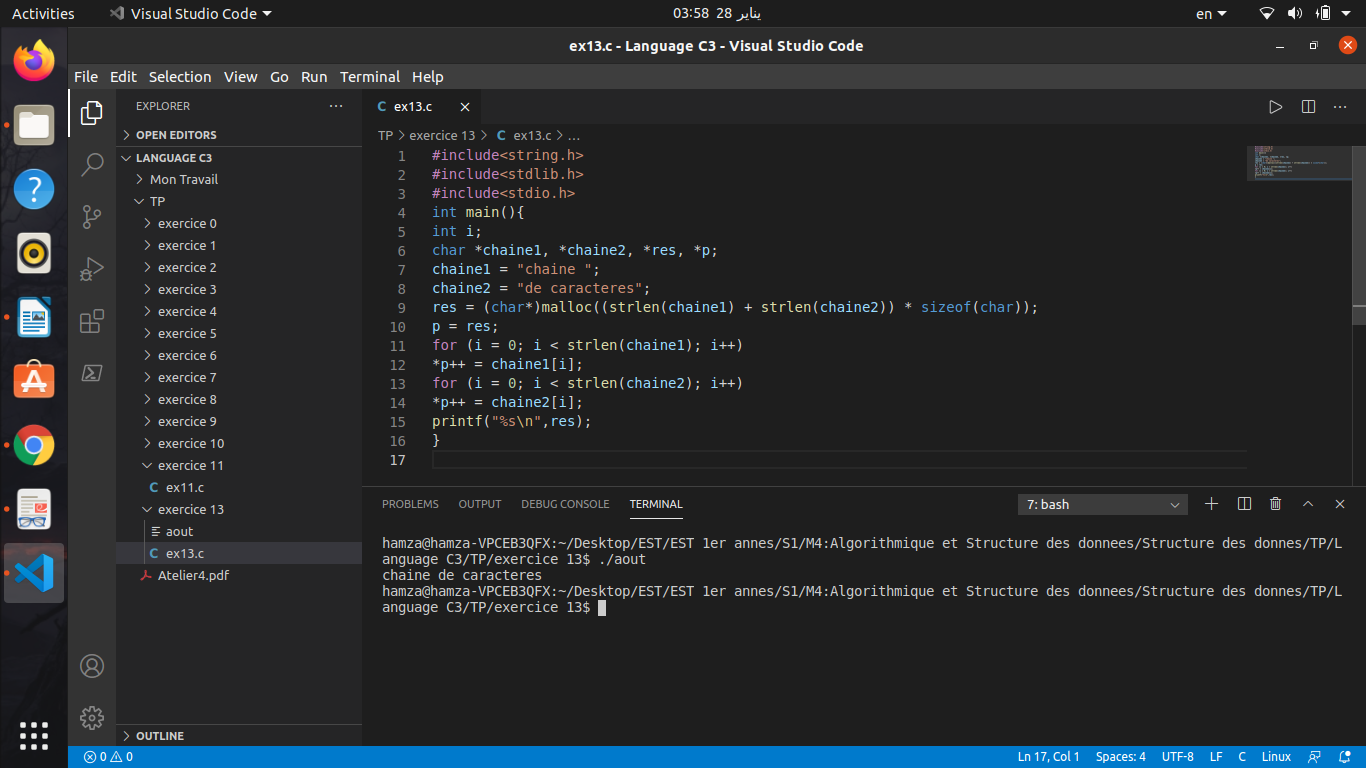 Activities Visual Studio Code 03:58 28 يناير en
ex13.c - Language C3 - Visual Studio Code
File Edit Selection View Go Run Terminal Help
EXPLORER
OPEN EDITORS
LANGUAGE C3
Mon Travail
TP
exercice 0
exercice 1
exercice 2
exercice 3
exercice 4
exercice 5
exercice 6
exercice 7
exercice 8
exercice 9
exercice 10
exercice 11
C ex11.c
exercice 13
aout
C ex13.c
Atelier4.pdf
OUTLINE
C ex13.c
TP > exercice 13 > C ex13.c > ...
1 #include<string.h>
2 #include<stdlib.h>
3 #include<stdio.h>
4 int main(){
5 int i;
6 char *chaine1, *chaine2, *res, *p;
7 chaine1 = "chaine ";
8 chaine2 = "de caracteres";
9 res = (char*)malloc((strlen(chaine1) + strlen(chaine2)) * sizeof(char));
10 p = res;
11 for (i = 0; i < strlen(chaine1); i++)
12 *p++ = chaine1[i];
13 for (i = 0; i < strlen(chaine2); i++)
14 *p++ = chaine2[i];
15 printf("%s\n",res);
16 }
17
PROBLEMS OUTPUT DEBUG CONSOLE TERMINAL 7: bash
hamza@hamza-VPCEB3QFX:~/Desktop/EST/EST 1er annes/S1/M4:Algorithmique et Structure des donnees/Structure des donnes/TP/L
anguage C3/TP/exercice 13$ ./aout
chaine de caracteres
hamza@hamza-VPCEB3QFX:~/Desktop/EST/EST 1er annes/S1/M4:Algorithmique et Structure des donnees/Structure des donnes/TP/L
anguage C3/TP/exercice 13$
0 0 Ln 17, Col 1 Spaces: 4 UTF-8 LF C Linux